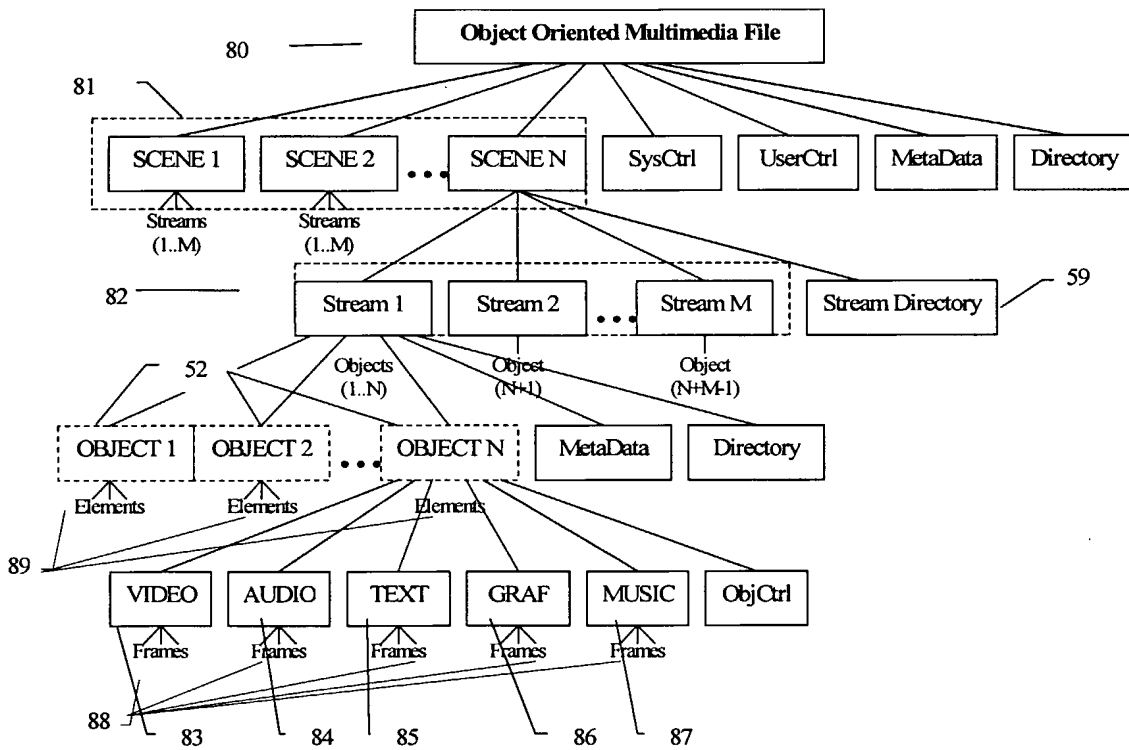 Object Oriented Multimedia File
80
81
SCENE 1
SCENE 2
•••
SCENE N
SysCtrl
UserCtrl
MetaData
Directory
Streams
(1..M)
Streams
(1..M)
82
Stream 1
Stream 2
•••
Stream M
Stream Directory
59
52
Objects
(1..N)
Object
(N+1)
Object
(N+M-1)
OBJECT 1
OBJECT 2
•••
OBJECT N
MetaData
Directory
Elements
Elements
Elements
89
VIDEO
AUDIO
TEXT
GRAF
MUSIC
ObjCtrl
Frames
Frames
Frames
Frames
Frames
88
83
84
85
86
87